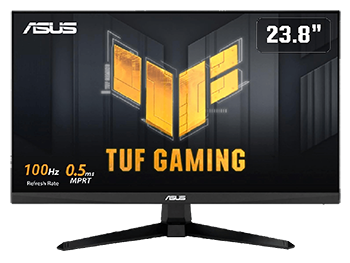 ASUS
23.8"
TUF GAMING
100Hz 0.5ms
Refresh Rate MPRT
ASUS